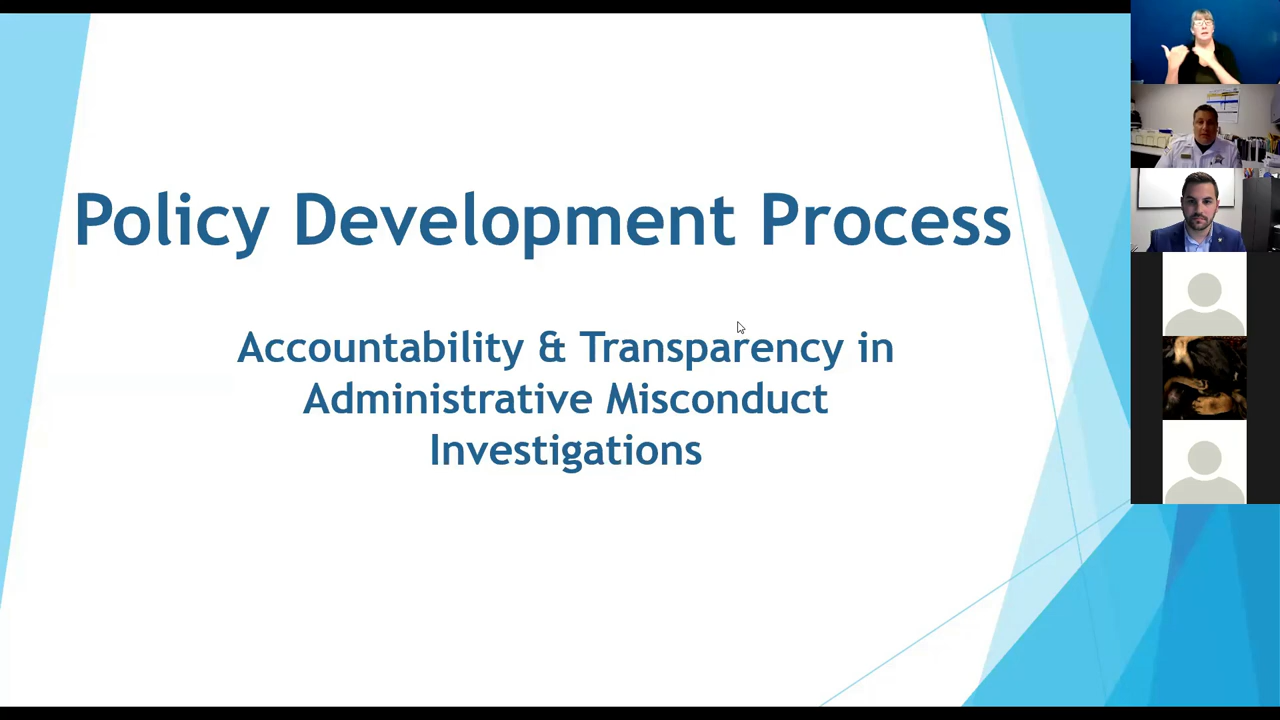 Policy Development Process
Accountability & Transparency in
Administrative Misconduct
Investigations